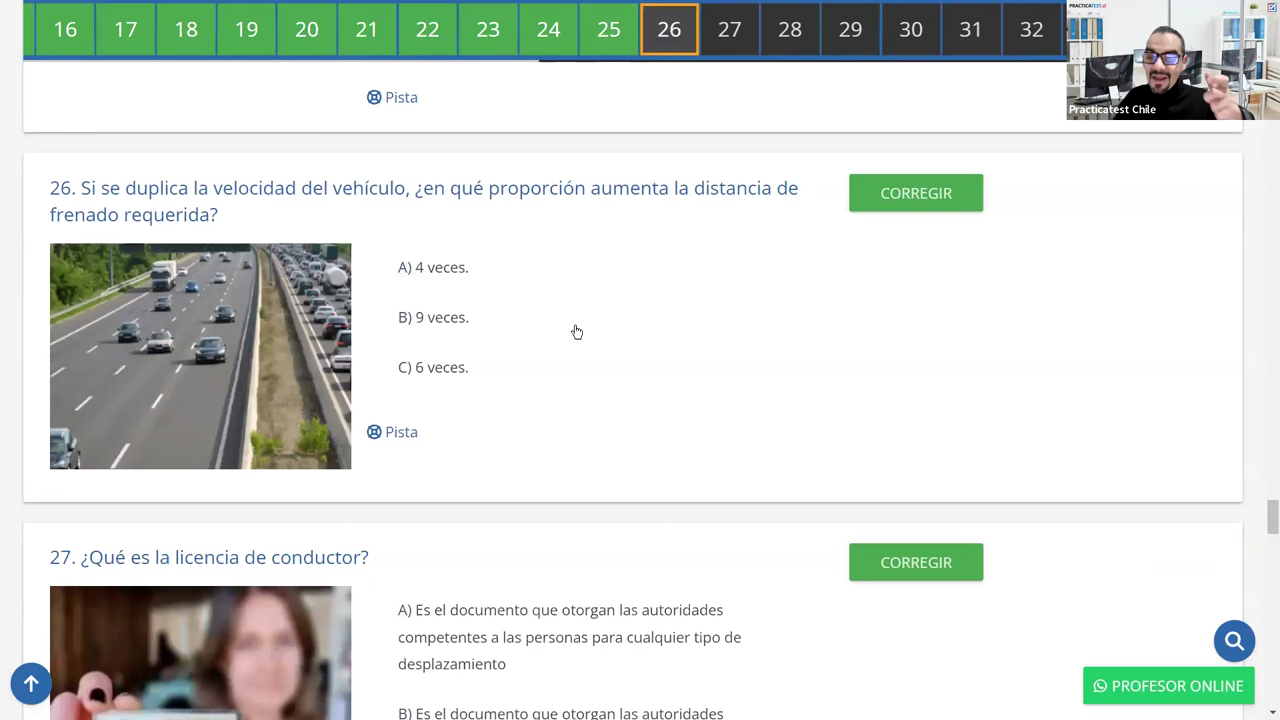 16 17 18 19 20 21 22 23 24 25 26 27 28 29 30 31 32
PRACTICATEST.cl
Practicatest Chile
Pista
26. Si se duplica la velocidad del vehículo, ¿en qué proporción aumenta la distancia de
frenado requerida?
CORREGIR
A) 4 veces.
B) 9 veces.
C) 6 veces.
Pista
27. ¿Qué es la licencia de conductor?
CORREGIR
A) Es el documento que otorgan las autoridades
competentes a las personas para cualquier tipo de
desplazamiento
B) Es el documento que otorgan las autoridades
PROFESOR ONLINE